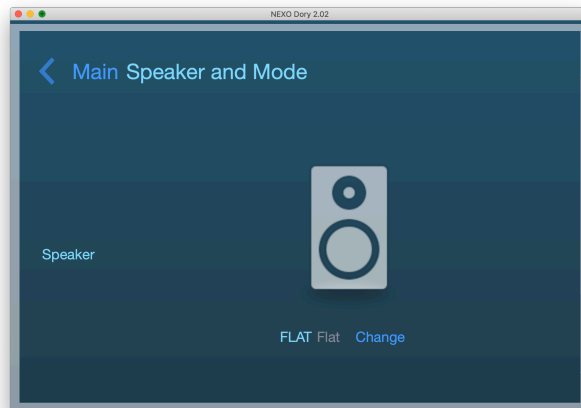 NEXO Dory 2.02
Main Speaker and Mode
Speaker
FLAT Flat Change